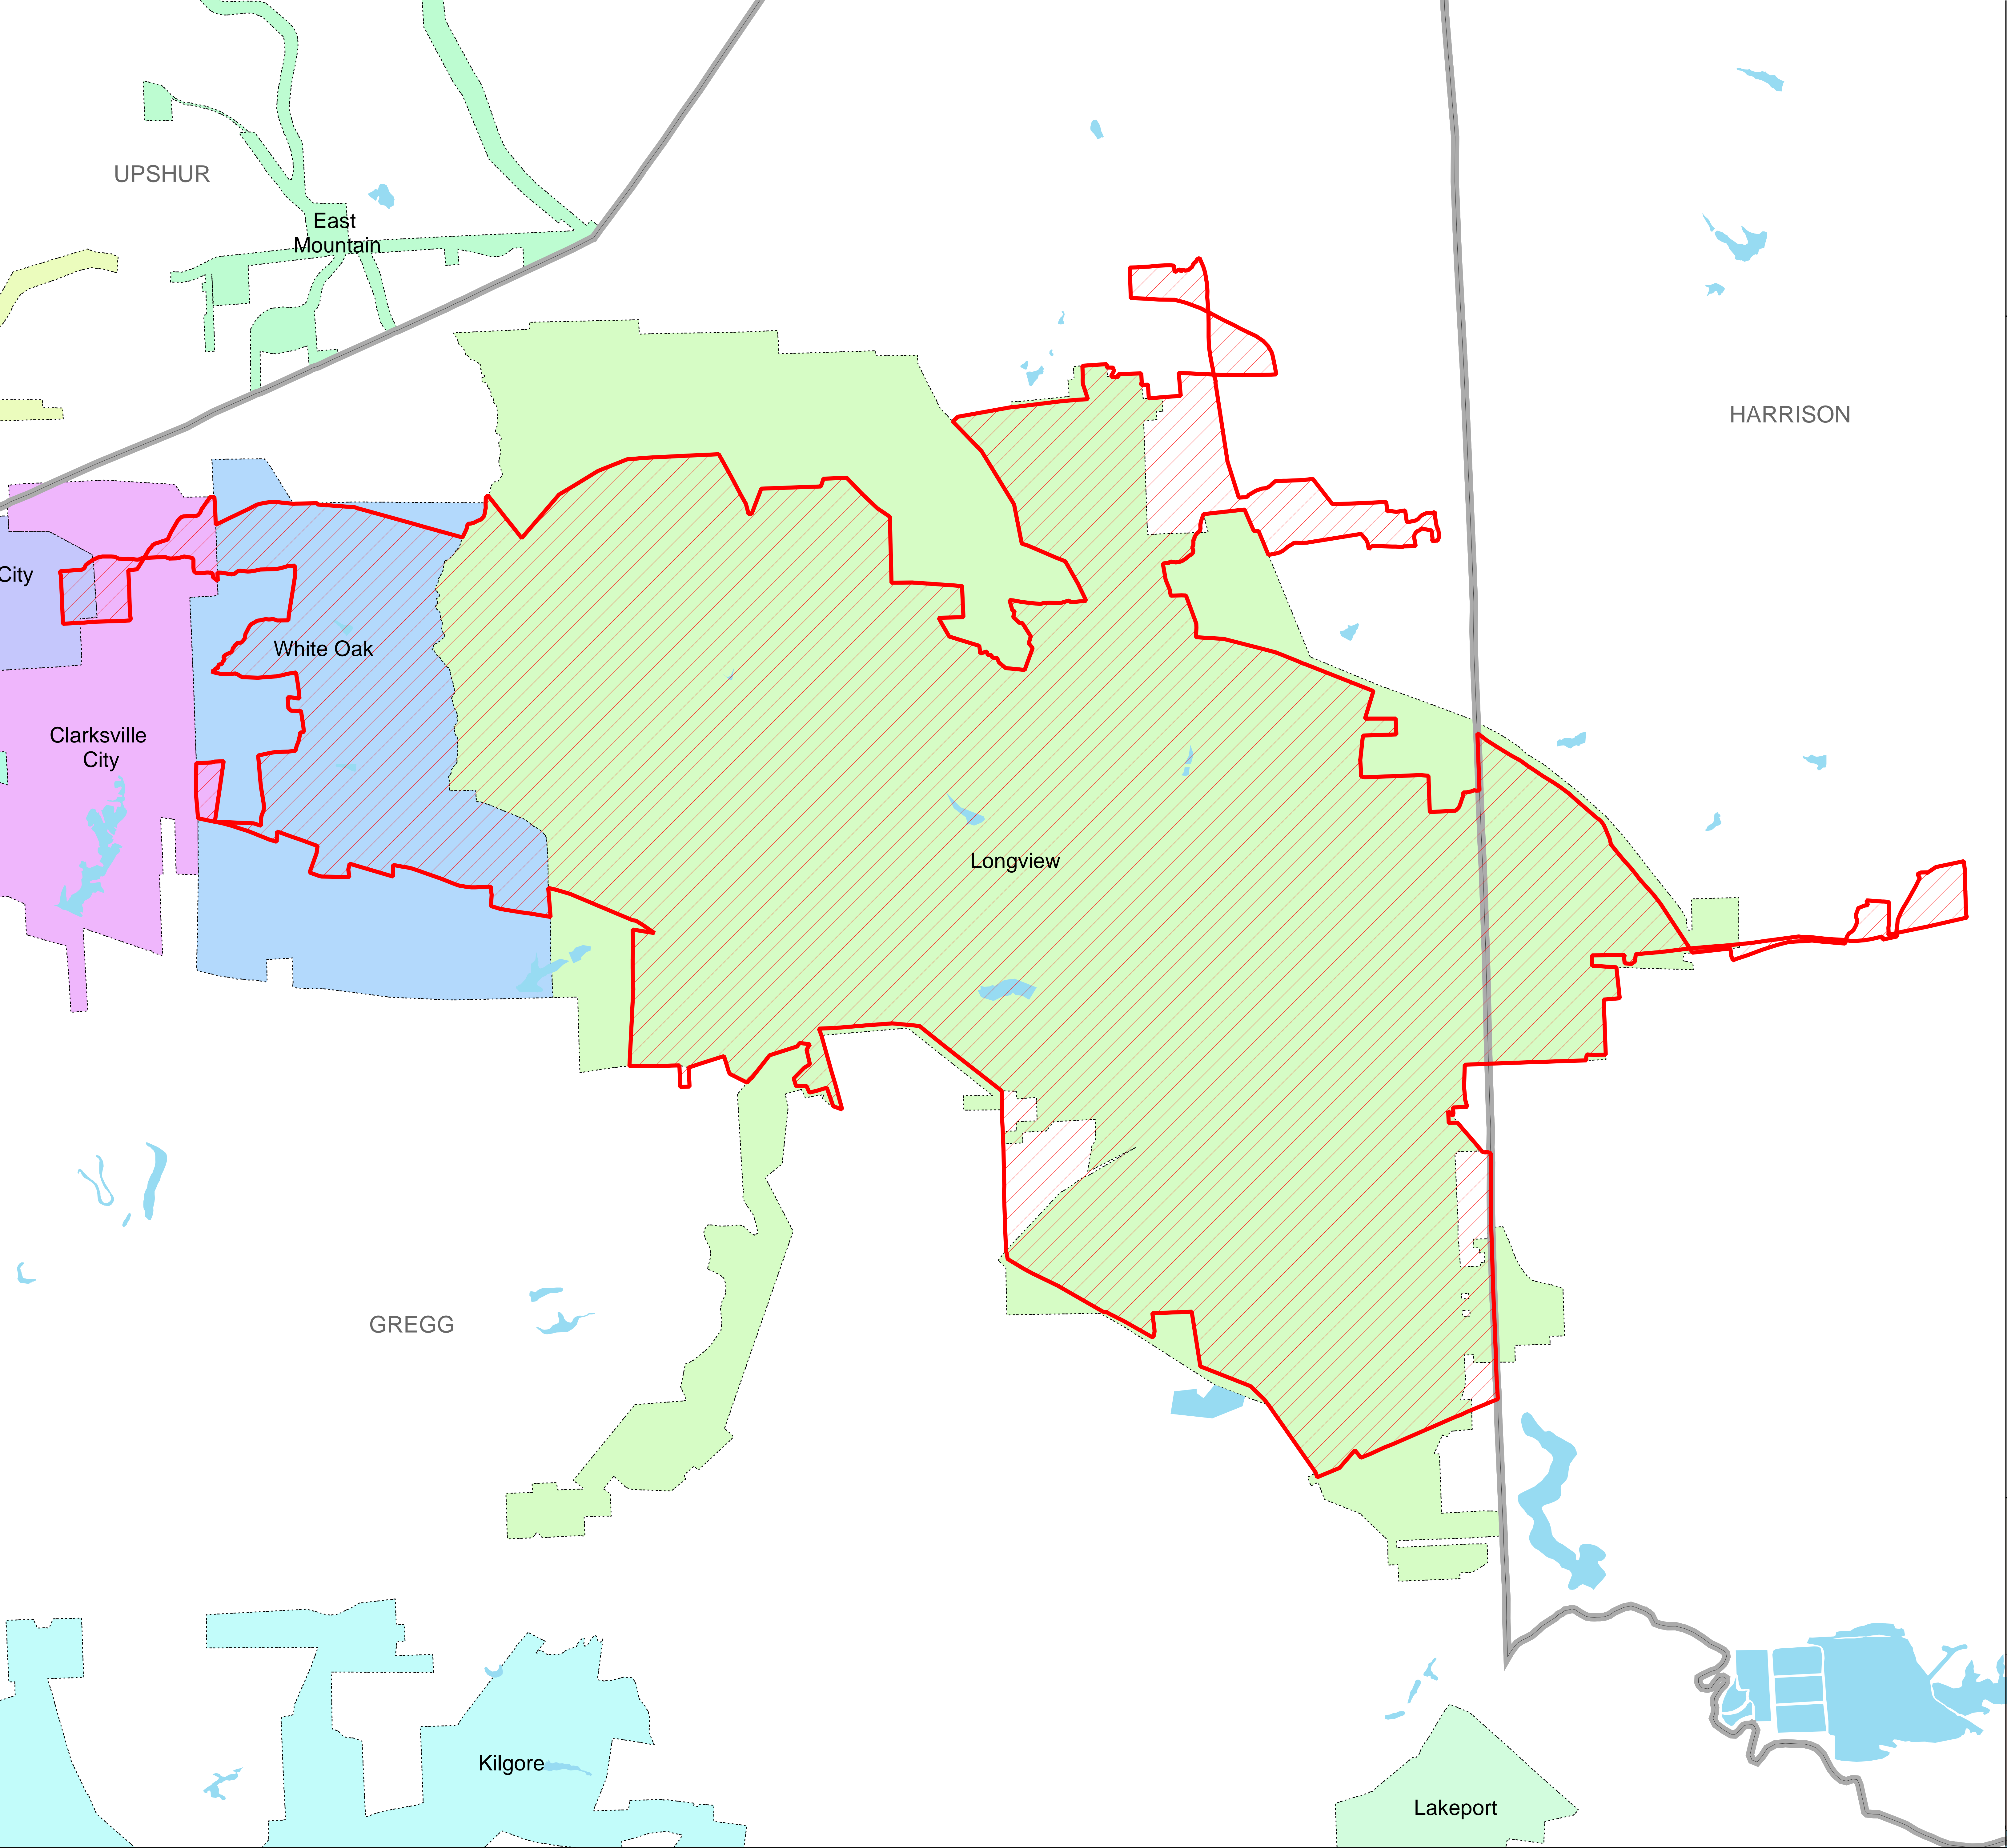 UPSHUR
East
Mountain
HARRISON
City
White Oak
Clarksville
City
Longview
GREGG
Kilgore
Lakeport